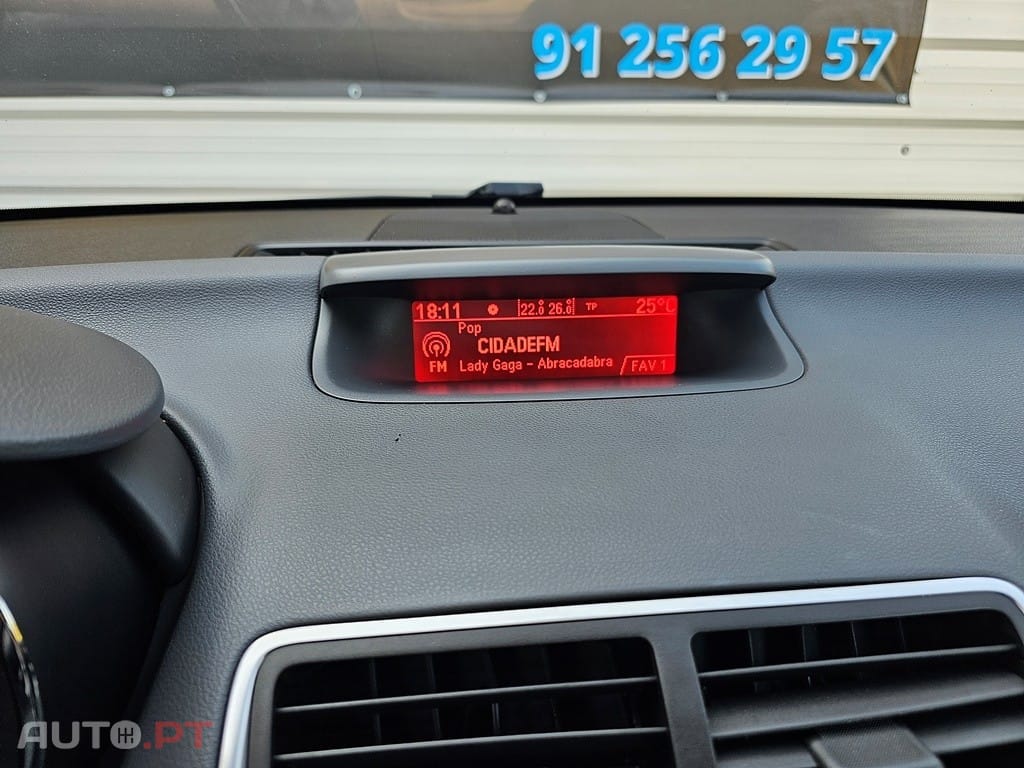 91 256 29 57
18:11 22.0 26.0 TP 25°C
Pop
CIDADEFM
FM Lady Gaga - Abracadabra FAV 1
AUTO.PT